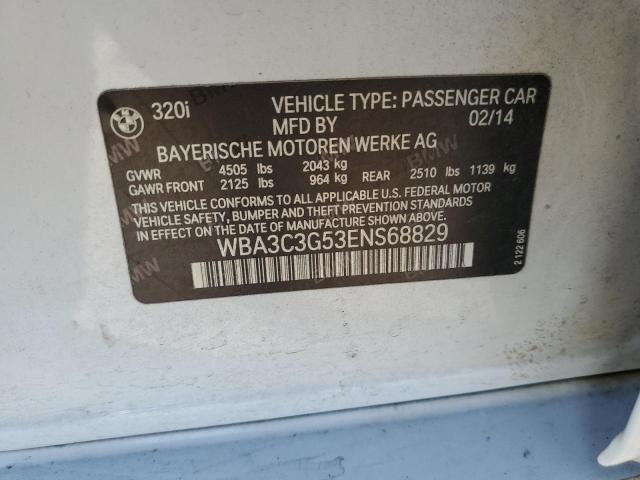 BMW 320i VEHICLE TYPE: PASSENGER CAR
MFD BY 02/14
BAYERISCHE MOTOREN WERKE AG
GVWR 4505 lbs 2043 kg
GAWR FRONT 2125 lbs 964 kg REAR 2510 lbs 1139 kg
THIS VEHICLE CONFORMS TO ALL APPLICABLE U.S. FEDERAL MOTOR
VEHICLE SAFETY, BUMPER AND THEFT PREVENTION STANDARDS
IN EFFECT ON THE DATE OF MANUFACTURE SHOWN ABOVE.
WBA3C3G53ENS68829
2 122 606